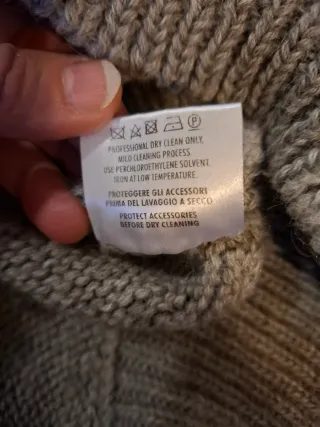 P
PROFESSIONAL DRY CLEAN ONLY.
MILD CLEANING PROCESS.
USE PERCHLOROETHYLENE SOLVENT.
IRON AT LOW TEMPERATURE.
PROTEGGERE GLI ACCESSORI
PRIMA DEL LAVAGGIO A SECCO
PROTECT ACCESSORIES
BEFORE DRY CLEANING